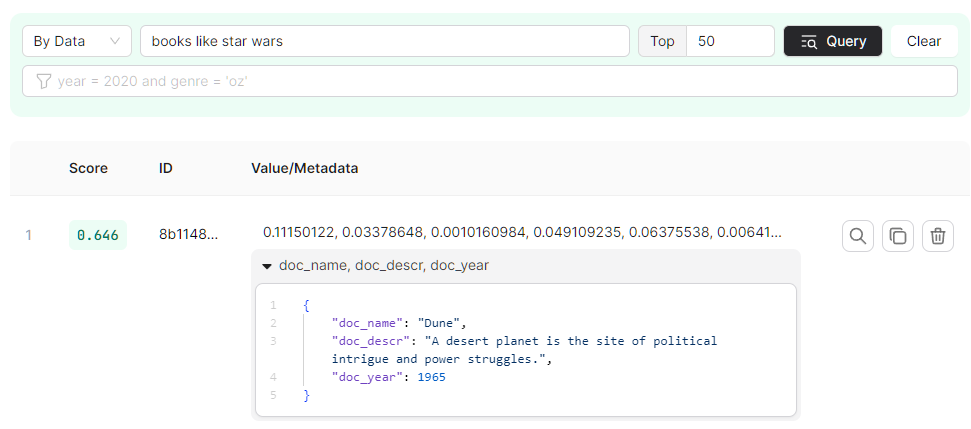 By Data books like star wars Top 50 Query Clear
year = 2020 and genre = 'oz'
Score ID Value/Metadata
1 0.646 8b1148... 0.11150122, 0.03378648, 0.0010160984, 0.049109235, 0.06375538, 0.00641...
doc_name, doc_descr, doc_year
1 {
2 "doc_name": "Dune",
3 "doc_descr": "A desert planet is the site of political
intrigue and power struggles.",
4 "doc_year": 1965
5 }